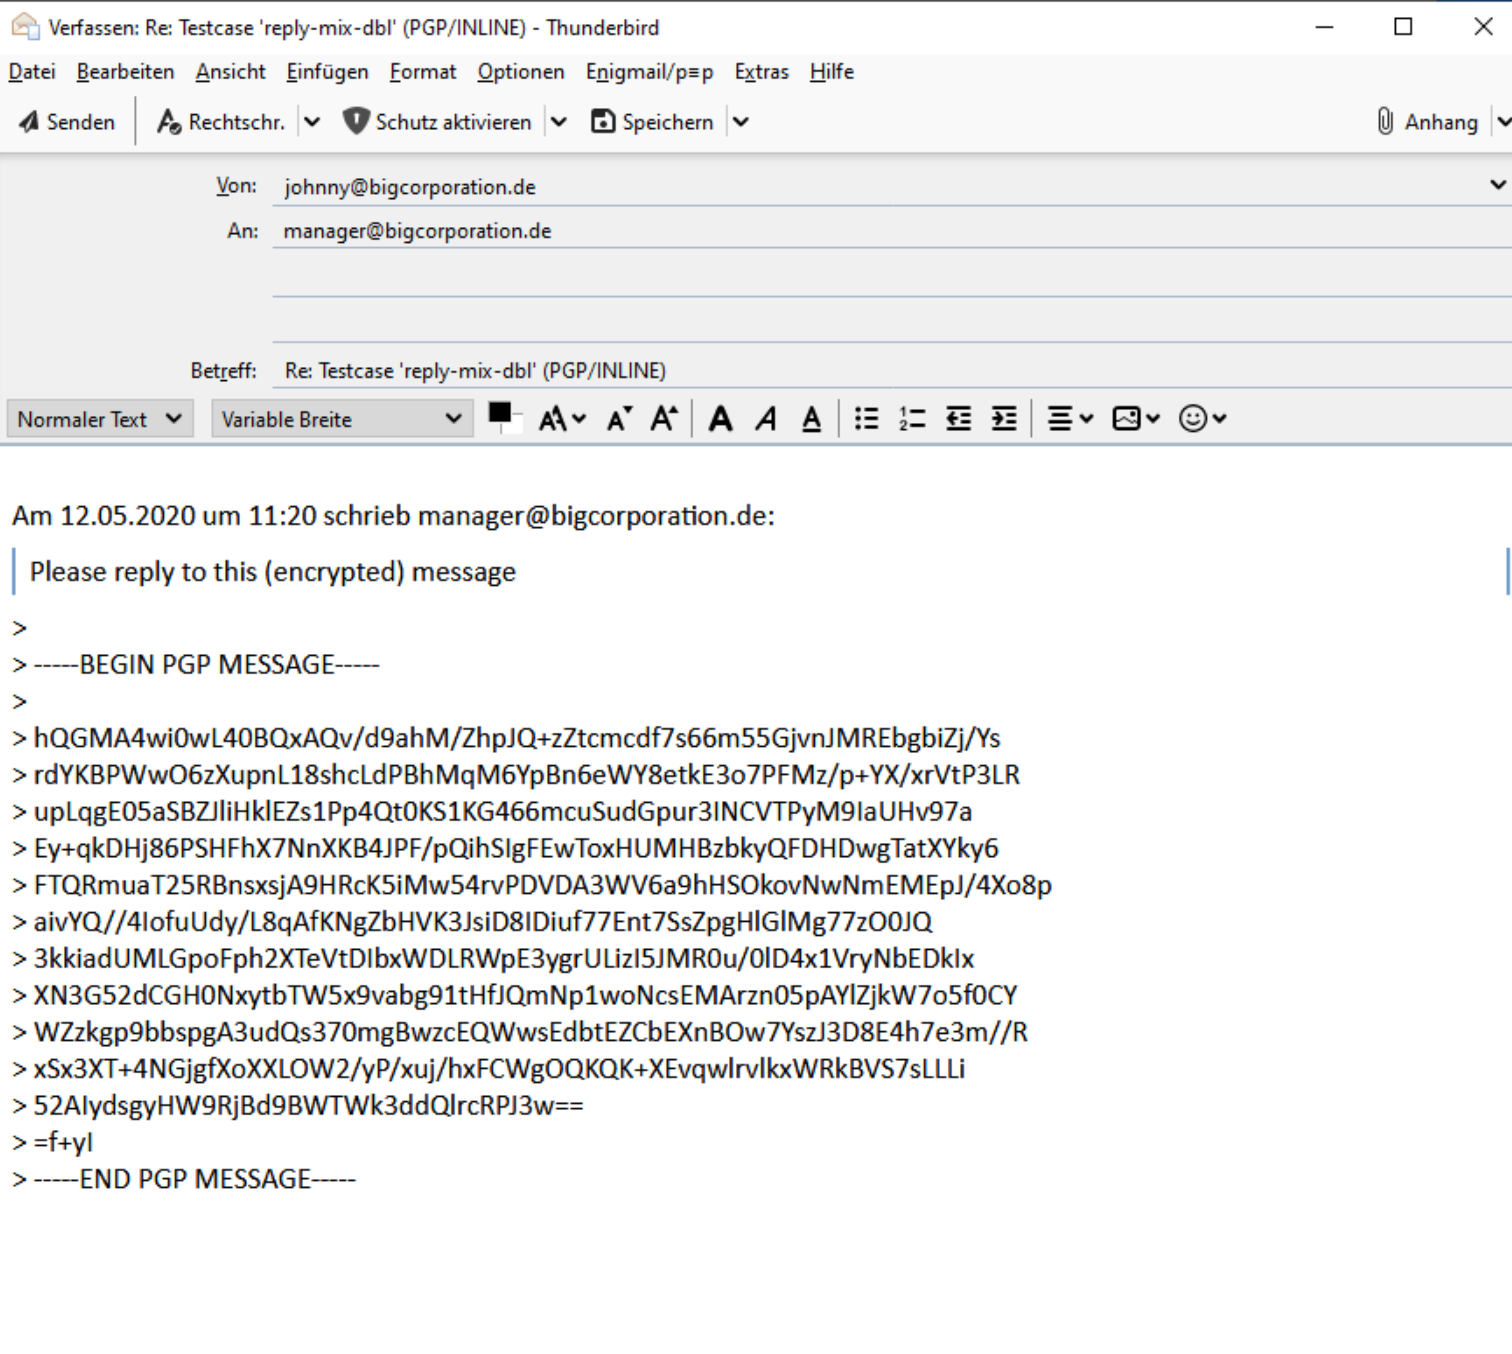 Verfassen: Re: Testcase 'reply-mix-dbl' (PGP/INLINE) - Thunderbird
Datei Bearbeiten Ansicht Einfügen Format Optionen Enigmail/p≡p Extras Hilfe
Senden Rechtschr. Schutz aktivieren Speichern Anhang
Von: johnny@bigcorporation.de
An: manager@bigcorporation.de
Betreff: Re: Testcase 'reply-mix-dbl' (PGP/INLINE)
Normaler Text Variable Breite
Am 12.05.2020 um 11:20 schrieb manager@bigcorporation.de:
Please reply to this (encrypted) message
>
> -----BEGIN PGP MESSAGE-----
>
> hQGMA4wi0wL40BQxAQv/d9ahM/ZhpJQ+zZtcmcdf7s66m55GjvnJMREbgbiZj/Ys
> rdYKBPWwO6zXupnL18shcLdPBhMqM6YpBn6eWY8etkE3o7PFMz/p+YX/xrVtP3LR
> upLqgE05aSBZJliHklEZs1Pp4Qt0KS1KG466mcuSudGpur3INCVTPyM9IaUHv97a
> Ey+qkDHj86PSHFhX7NnXKB4JPF/pQihSIgFEwToxHUMHBzbkyQFDHDwgTatXYky6
> FTQRmuaT25RBnsxsjA9HRcK5iMw54rvPDVDA3WV6a9hHSOkovNwNmEMEpJ/4Xo8p
> aivYQ//4IofuUdy/L8qAfKNgZbHVK3JsiD8IDiuf77Ent7SsZpgHlGlMg77zO0JQ
> 3kkiadUMLGpoFph2XTeVtDIbxWDLRWpE3ygrULizI5JMR0u/0lD4x1VryNbEDkIx
> XN3G52dCGH0NxytbTW5x9vabg91tHfJQmNp1woNcsEMArzn05pAYlZjkW7o5f0CY
> WZzkgp9bbspgA3udQs370mgBwzcEQWwsEdbtEZCbEXnBOw7YszJ3D8E4h7e3m//R
> xSx3XT+4NGjgfXoXXLOW2/yP/xuj/hxFCWgOQKQK+XEvqwlrvlkxWRkBVS7sLLLi
> 52AIydsgyHW9RjBd9BWTWk3ddQlrcRPJ3w==
> =f+yI
> -----END PGP MESSAGE-----